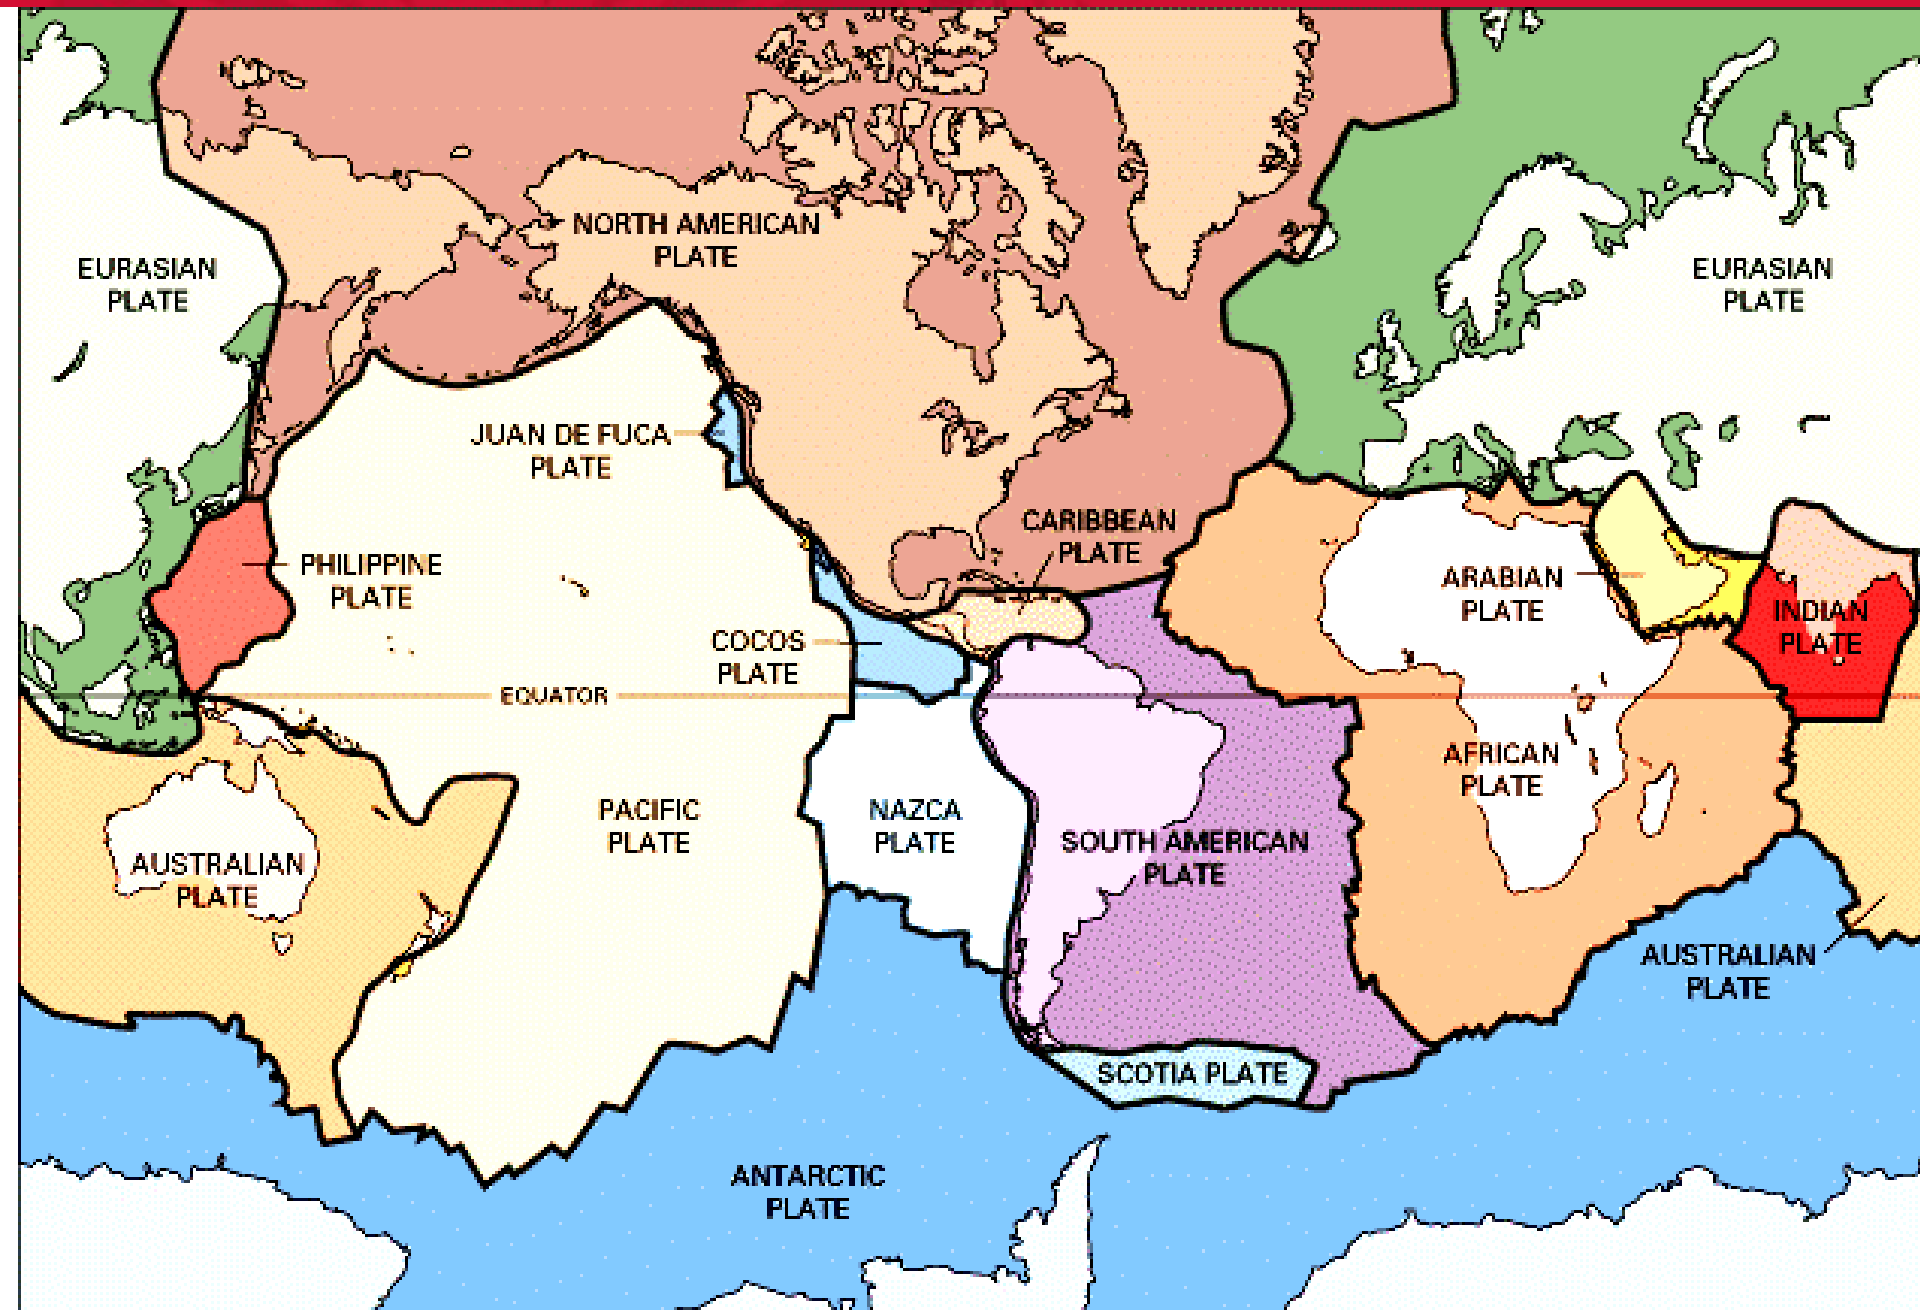 NORTH AMERICAN
PLATE
EURASIAN
PLATE
EURASIAN
PLATE
JUAN DE FUCA
PLATE
CARIBBEAN
PLATE
PHILIPPINE
PLATE
ARABIAN
PLATE
INDIAN
PLATE
COCOS
PLATE
EQUATOR
AFRICAN
PLATE
PACIFIC
PLATE
NAZCA
PLATE
SOUTH AMERICAN
PLATE
AUSTRALIAN
PLATE
AUSTRALIAN
PLATE
SCOTIA PLATE
ANTARCTIC
PLATE